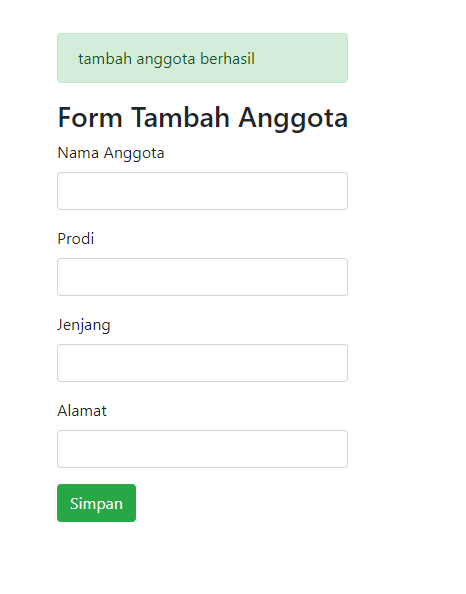 tambah anggota berhasil
Form Tambah Anggota
Nama Anggota
Prodi
Jenjang
Alamat
Simpan